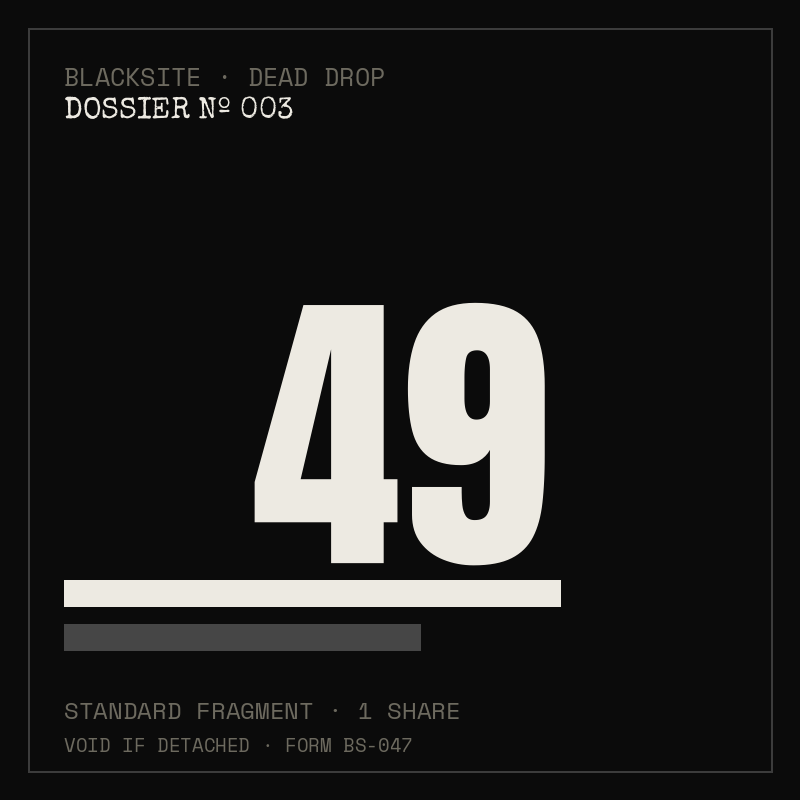 BLACKSITE · DEAD DROP
DOSSIER Nº 003
49
STANDARD FRAGMENT · 1 SHARE
VOID IF DETACHED · FORM BS-047